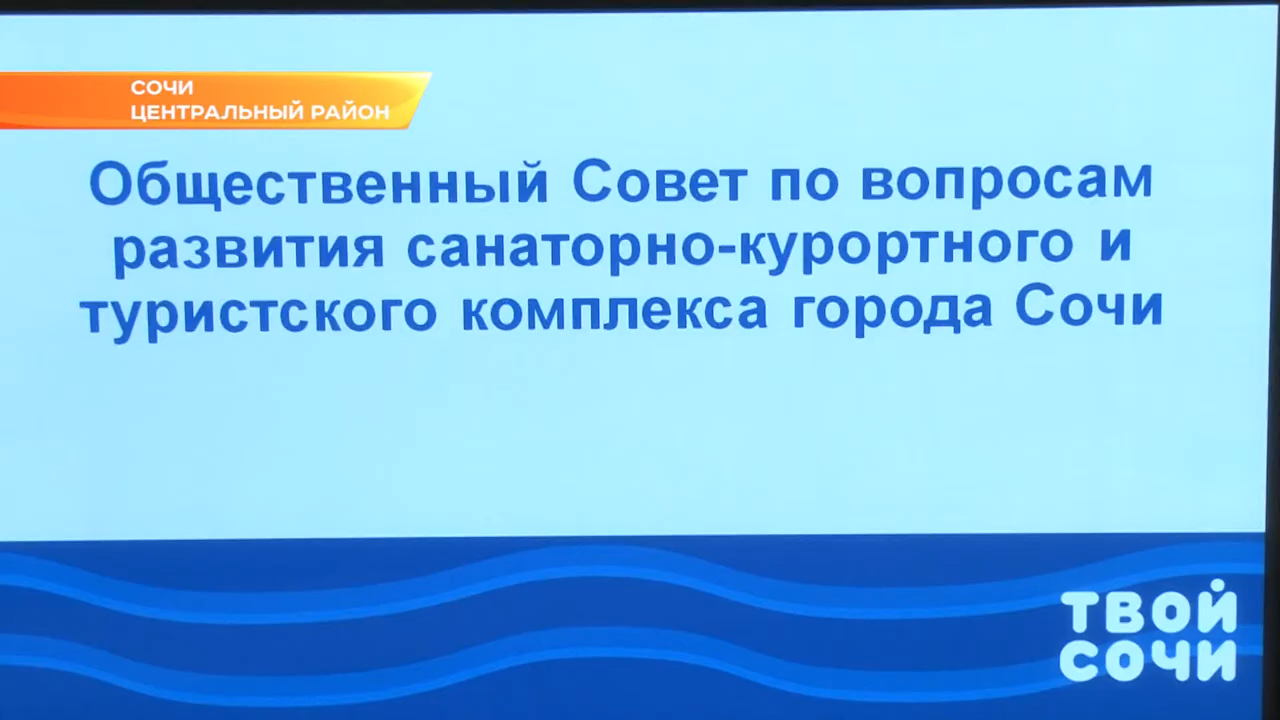 СОЧИ
ЦЕНТРАЛЬНЫЙ РАЙОН
Общественный Совет по вопросам
развития санаторно-курортного и
туристского комплекса города Сочи
ТВОЙ
СОЧИ